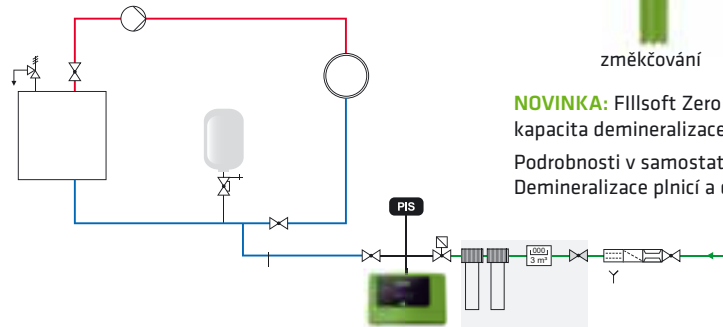 změkčování
NOVINKA: FIllsoft Zero
kapacita demineralizace
Podrobnosti v samostat
Demineralizace plnicí a
PIS
000
3 m³